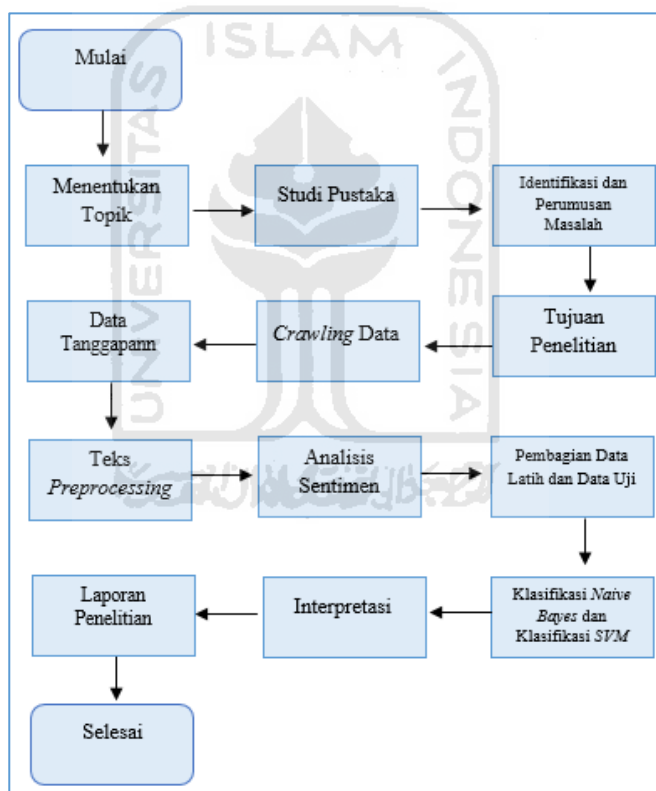 ISLAM
UNIVERSITAS
INDONESIA
Mulai
Menentukan
Topik
Studi Pustaka
Identifikasi dan
Perumusan
Masalah
Tujuan
Penelitian
Crawling Data
Data
Tanggapann
Teks
Preprocessing
Analisis
Sentimen
Pembagian Data
Latih dan Data Uji
Klasifikasi Naive
Bayes dan
Klasifikasi SVM
Interpretasi
Laporan
Penelitian
Selesai